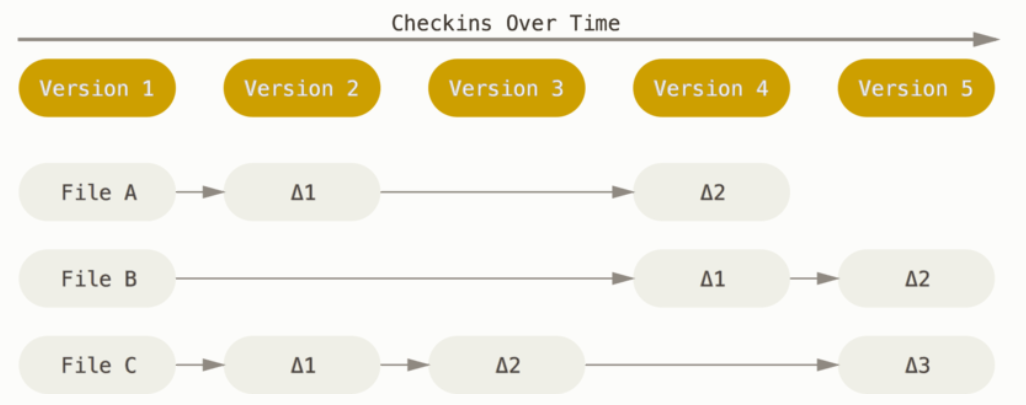 Checkins Over Time
Version 1 Version 2 Version 3 Version 4 Version 5
File A Δ1 Δ2
File B Δ1 Δ2
File C Δ1 Δ2 Δ3